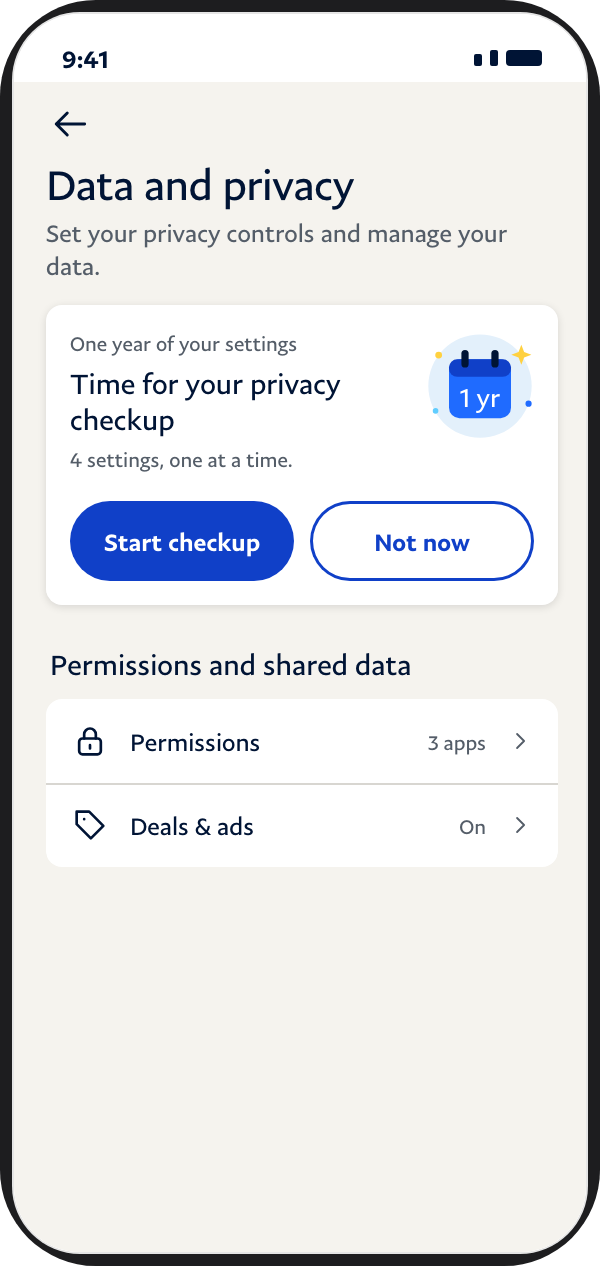 9:41
Data and privacy
Set your privacy controls and manage your
data.
One year of your settings
Time for your privacy
checkup
1 yr
4 settings, one at a time.
Start checkup
Not now
Permissions and shared data
Permissions
3 apps
Deals & ads
On